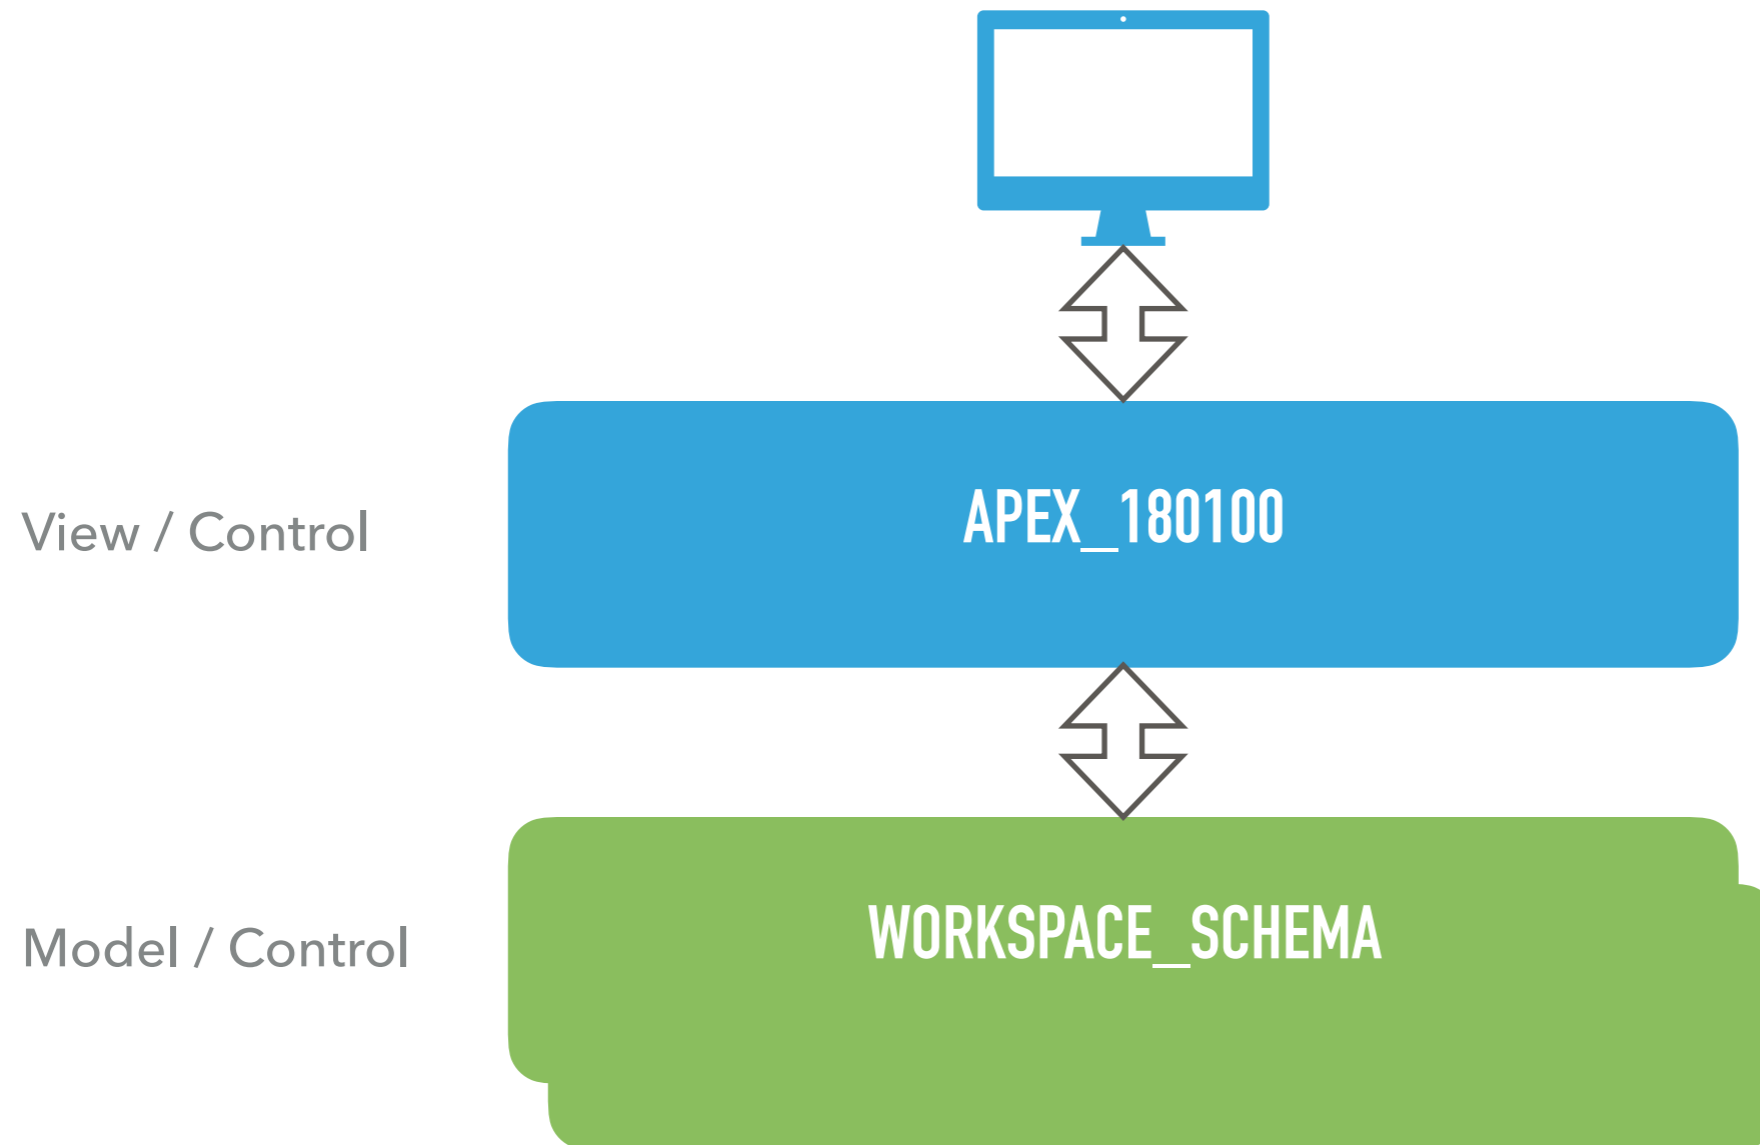 APEX_180100
View / Control
WORKSPACE_SCHEMA
Model / Control